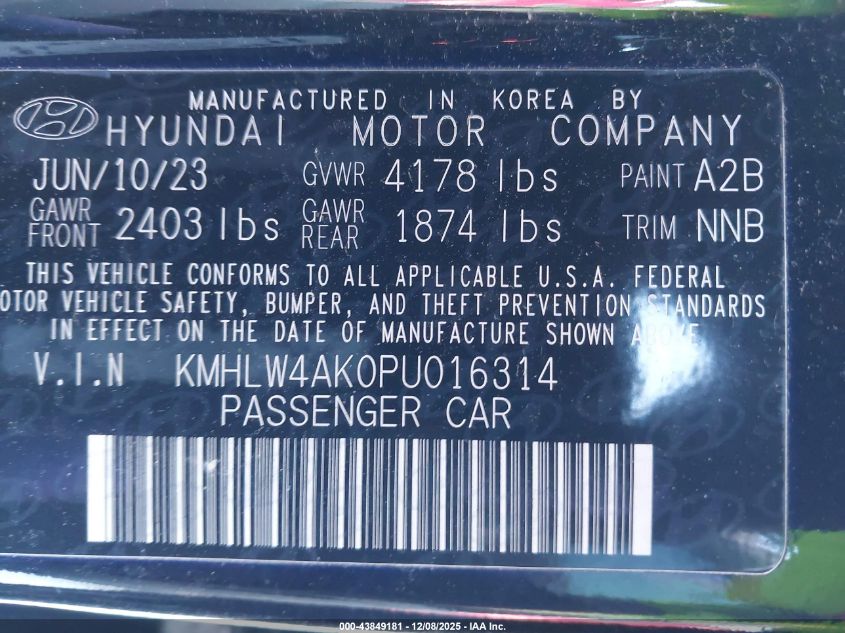 MANUFACTURED IN KOREA BY
HYUNDAI MOTOR COMPANY
JUN/10/23 GVWR 4178 lbs PAINT A2B
GAWR FRONT 2403 lbs GAWR REAR 1874 lbs TRIM NNB
THIS VEHICLE CONFORMS TO ALL APPLICABLE U.S.A. FEDERAL
OTOR VEHICLE SAFETY, BUMPER, AND THEFT PREVENTION STANDARDS
IN EFFECT ON THE DATE OF MANUFACTURE SHOWN ABOVE
V.I.N KMHLW4AK0PU016314
PASSENGER CAR
000-43849181 - 12/08/2025 - IAA Inc.